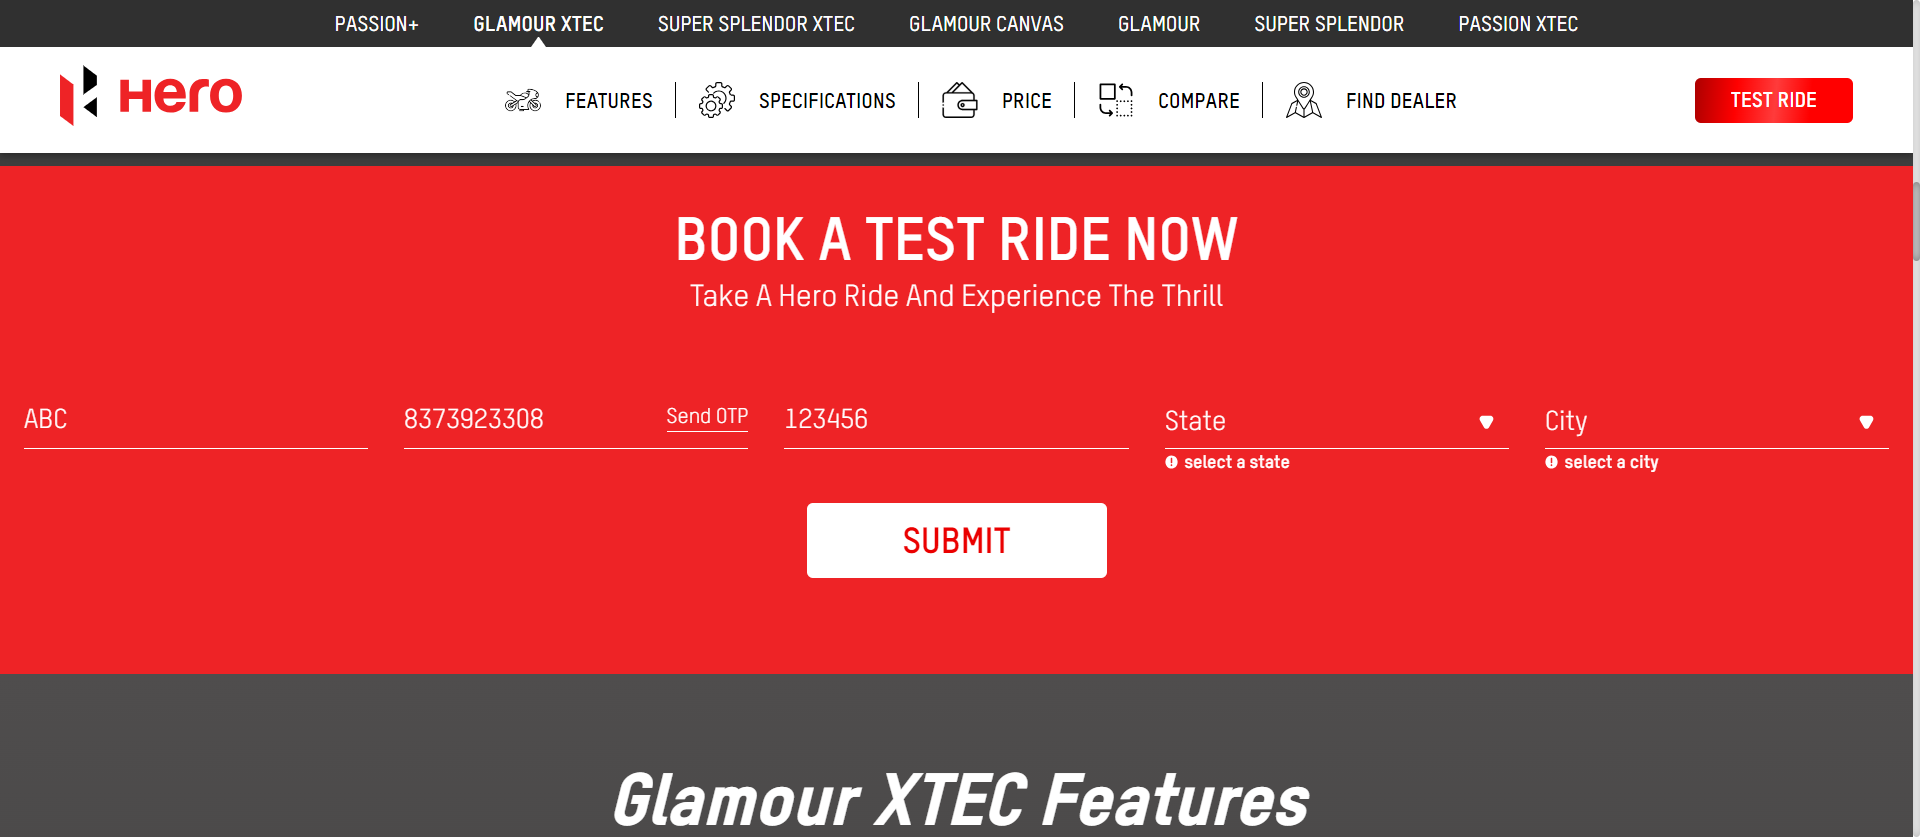 PASSION+ GLAMOUR XTEC SUPER SPLENDOR XTEC GLAMOUR CANVAS GLAMOUR SUPER SPLENDOR PASSION XTEC
Hero FEATURES SPECIFICATIONS PRICE COMPARE FIND DEALER TEST RIDE
BOOK A TEST RIDE NOW
Take A Hero Ride And Experience The Thrill
ABC 8373923308 Send OTP 123456 State City
select a state select a city
SUBMIT
Glamour XTEC Features